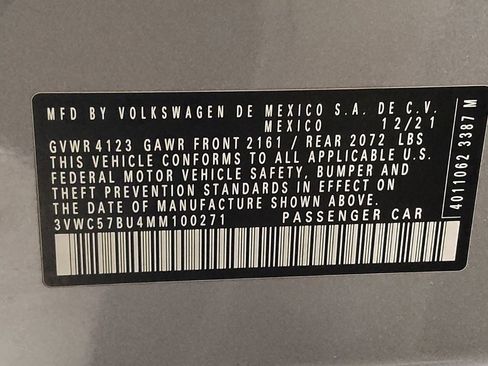 MFD BY VOLKSWAGEN DE MEXICO S.A. DE C.V.
MEXICO 12/21
GVWR 4123 GAWR FRONT 2161 / REAR 2072 LBS
THIS VEHICLE CONFORMS TO ALL APPLICABLE U.S.
FEDERAL MOTOR VEHICLE SAFETY, BUMPER AND
THEFT PREVENTION STANDARDS IN EFFECT ON
THE DATE OF MANUFACTURE SHOWN ABOVE.
3VWC57BU4MM100271 PASSENGER CAR
4011062 3387 M